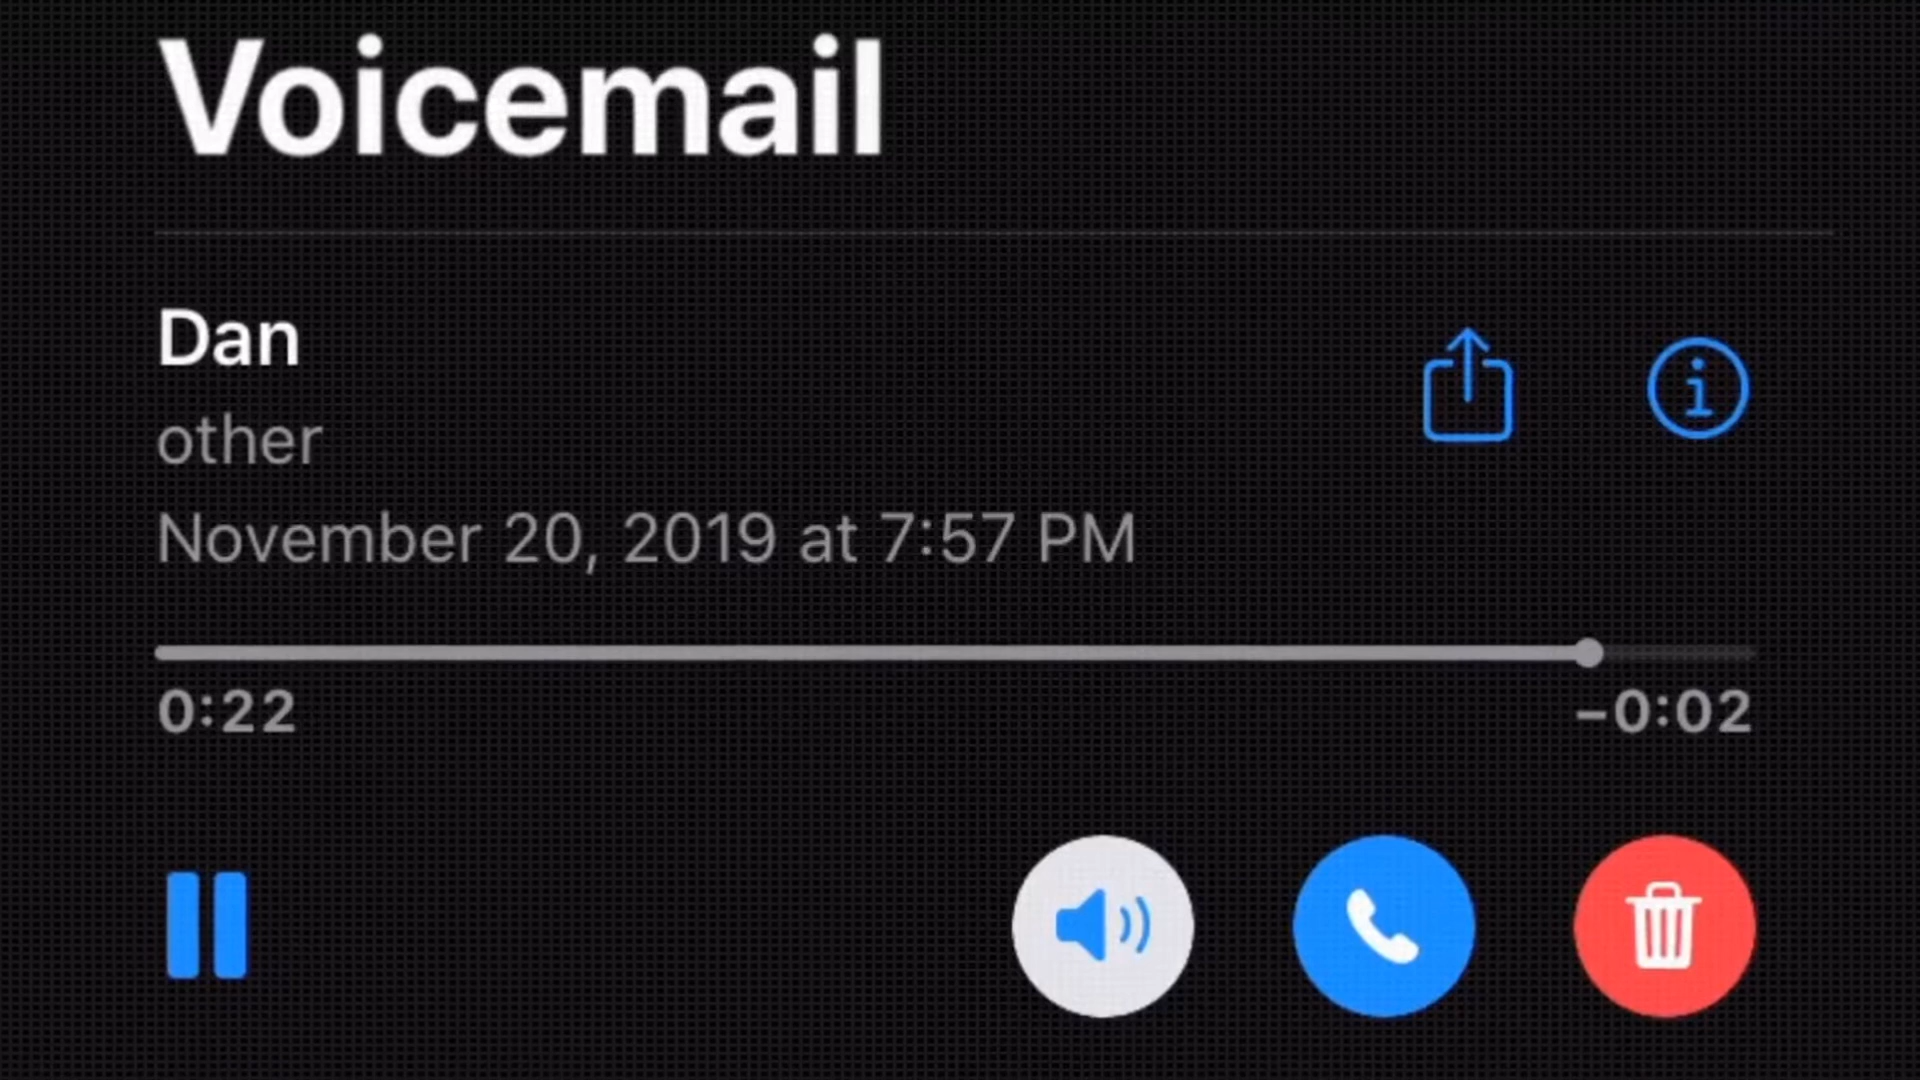 Voicemail
Dan
other
November 20, 2019 at 7:57 PM
0:22
–0:02